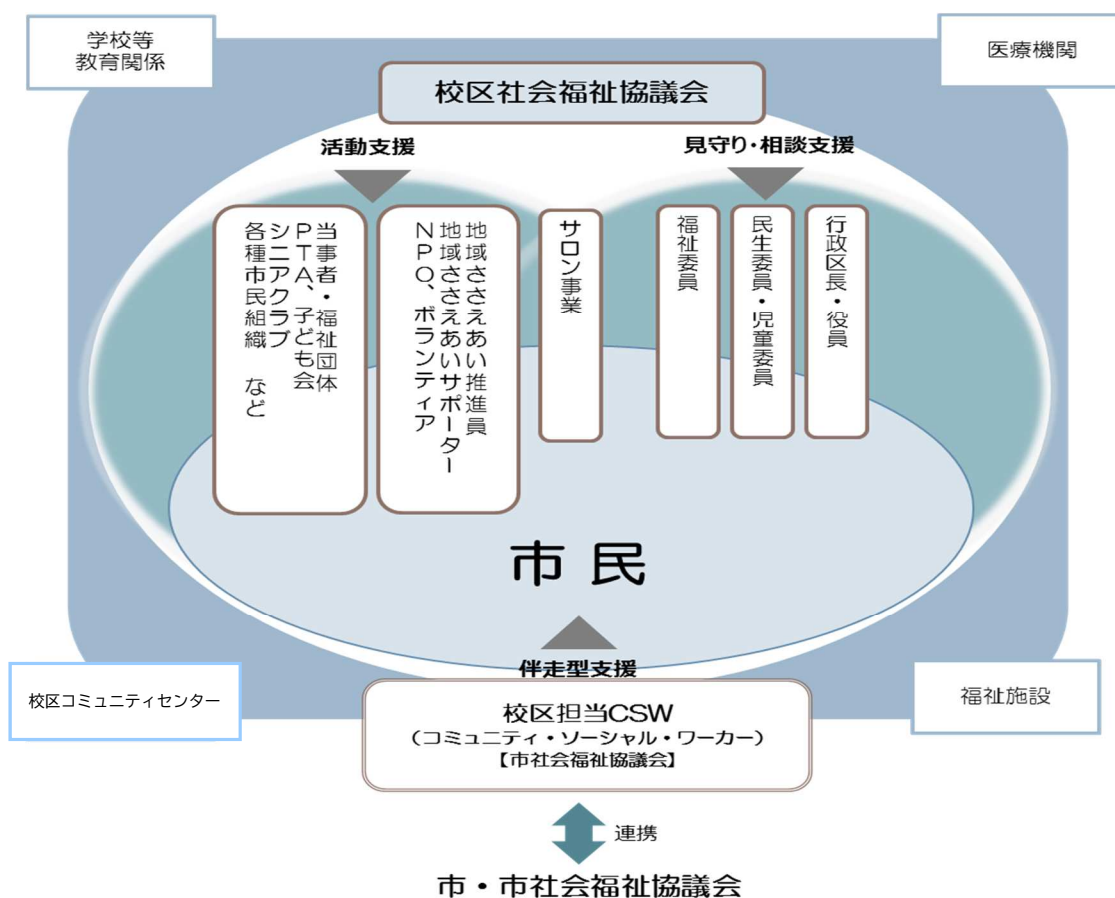 学校等
教育関係
医療機関
校区社会福祉協議会
活動支援
見守り・相談支援
当事者・福祉団体
PTA、子ども会
シニアクラブ
各種市民組織 など
地域ささえあい推進員
地域ささえあいサポーター
NPO、ボランティア
サロン事業
福祉委員
民生委員・児童委員
行政区長・役員
市民
伴走型支援
校区コミュニティセンター
福祉施設
校区担当CSW
(コミュニティ・ソーシャル・ワーカー)
【市社会福祉協議会】
連携
市・市社会福祉協議会